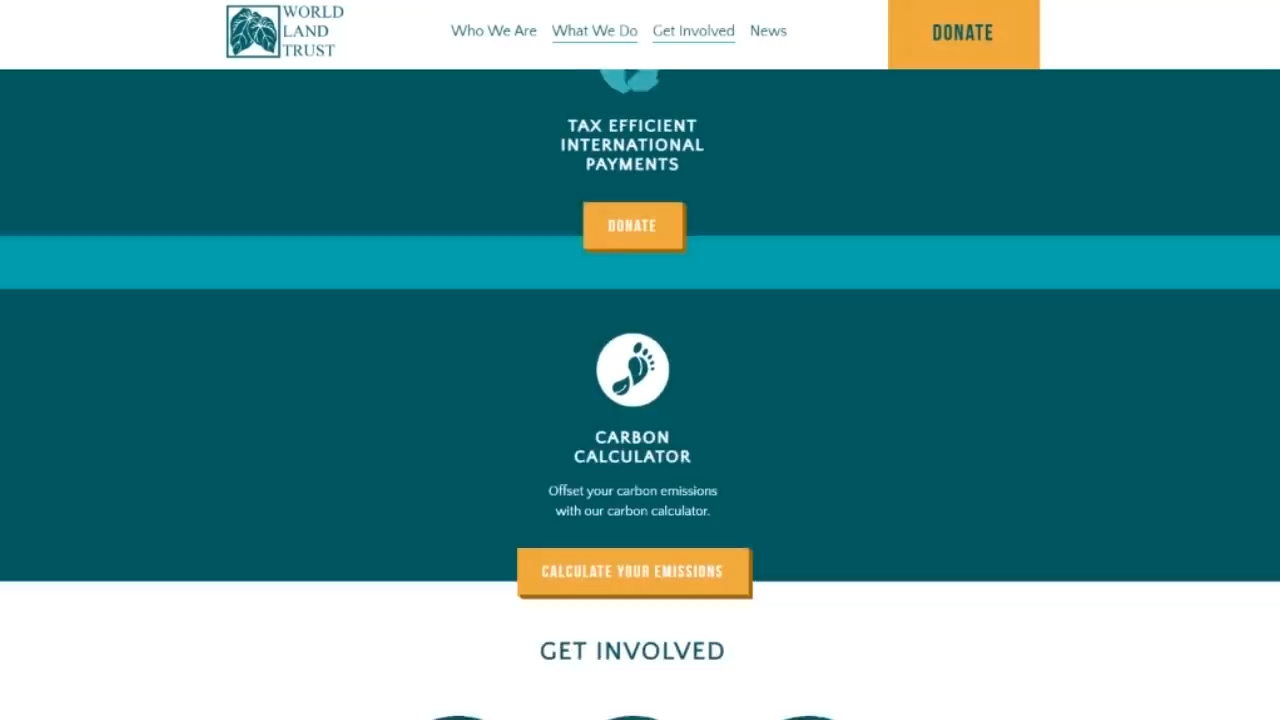 WORLD
LAND
TRUST
Who We Are What We Do Get Involved News
DONATE
TAX EFFICIENT
INTERNATIONAL
PAYMENTS
DONATE
CARBON
CALCULATOR
Offset your carbon emissions
with our carbon calculator.
CALCULATE YOUR EMISSIONS
GET INVOLVED